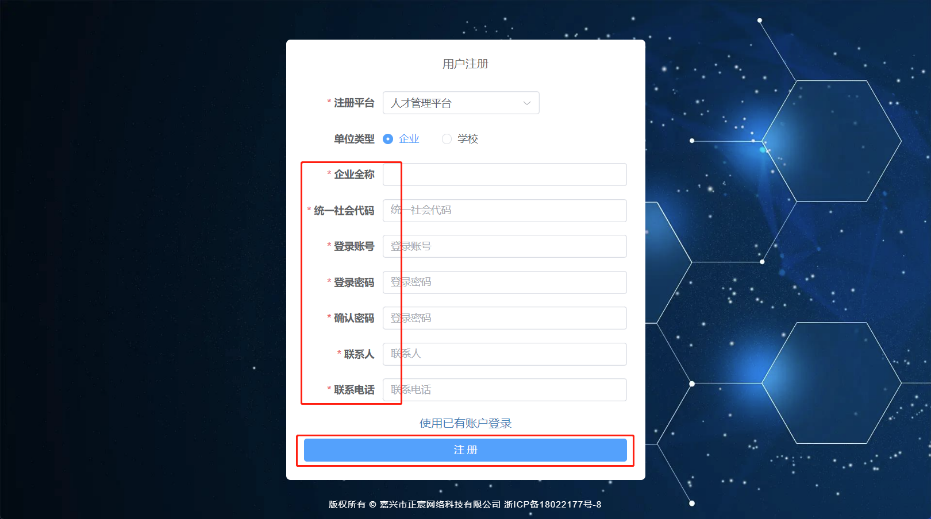 用户注册
* 注册平台 人才管理平台
单位类型 企业 学校
* 企业全称
* 统一社会代码 统一社会代码
* 登录账号 登录账号
* 登录密码 登录密码
* 确认密码 登录密码
* 联系人 联系人
* 联系电话 联系电话
使用已有账户登录
注 册
版权所有 © 嘉兴市正宸网络科技有限公司 浙ICP备18022177号-8